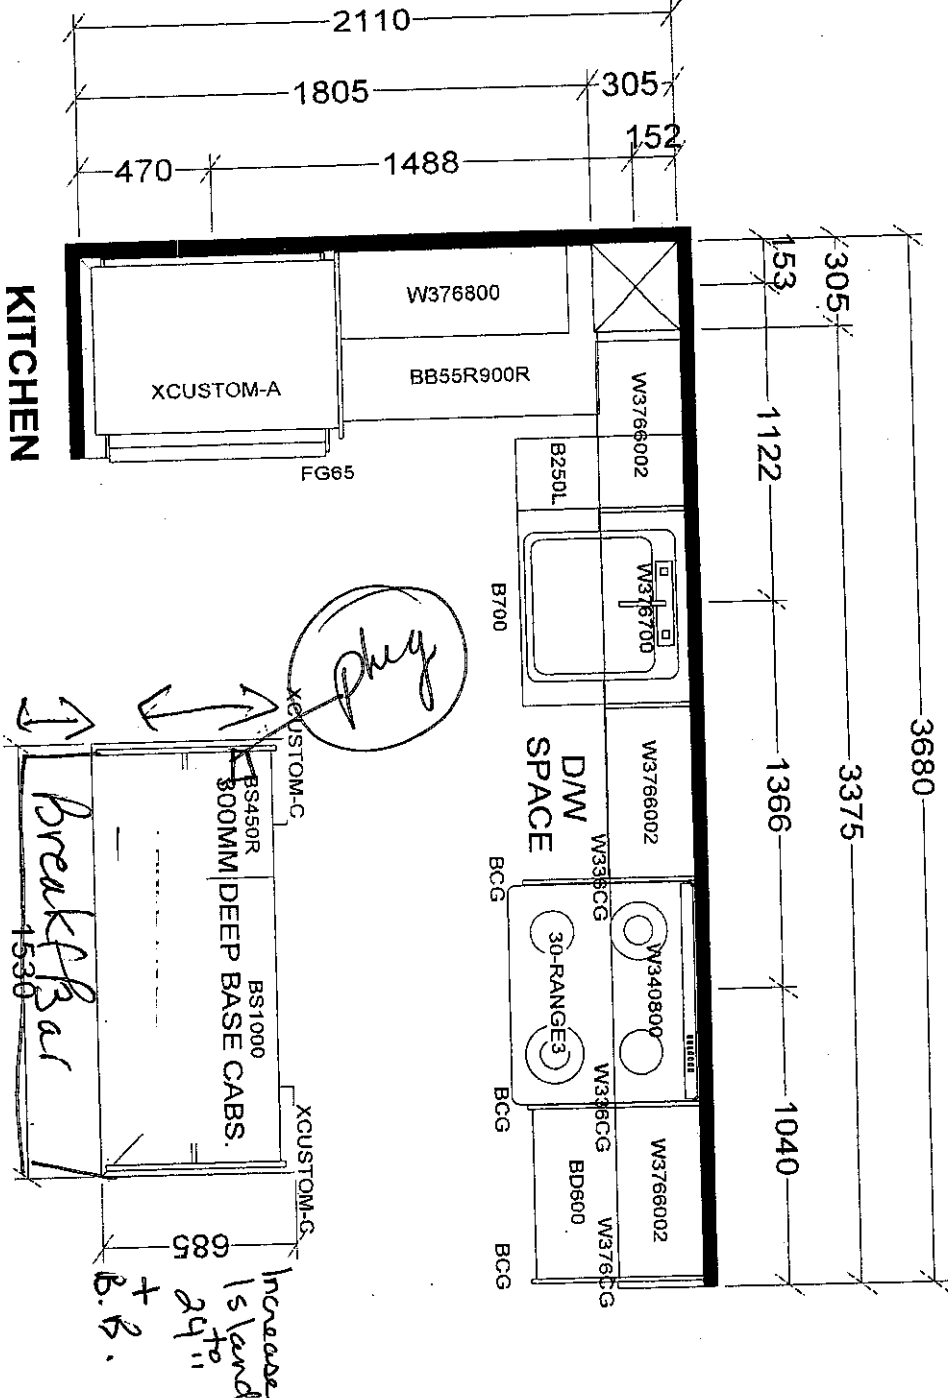 2110
1805
305
152
470
1488
W376800
BB55R900R
XCUSTOM-A
FG65
KITCHEN
153
305
1122
3680
3375
1366
1040
W3766002
B250L
W376700
B700
W3766002
D/W
SPACE
W336CG
BCG
W340800
30-RANGE3
W336CG
BCG
W3766002
BD600
W376CG
BCG
plug
XCUSTOM-C
BS450R
300MM DEEP BASE CABS.
BS1000
XCUSTOM-C
Breakf Bar
1530
685
Increase
Island
to
24"
+
B.B.